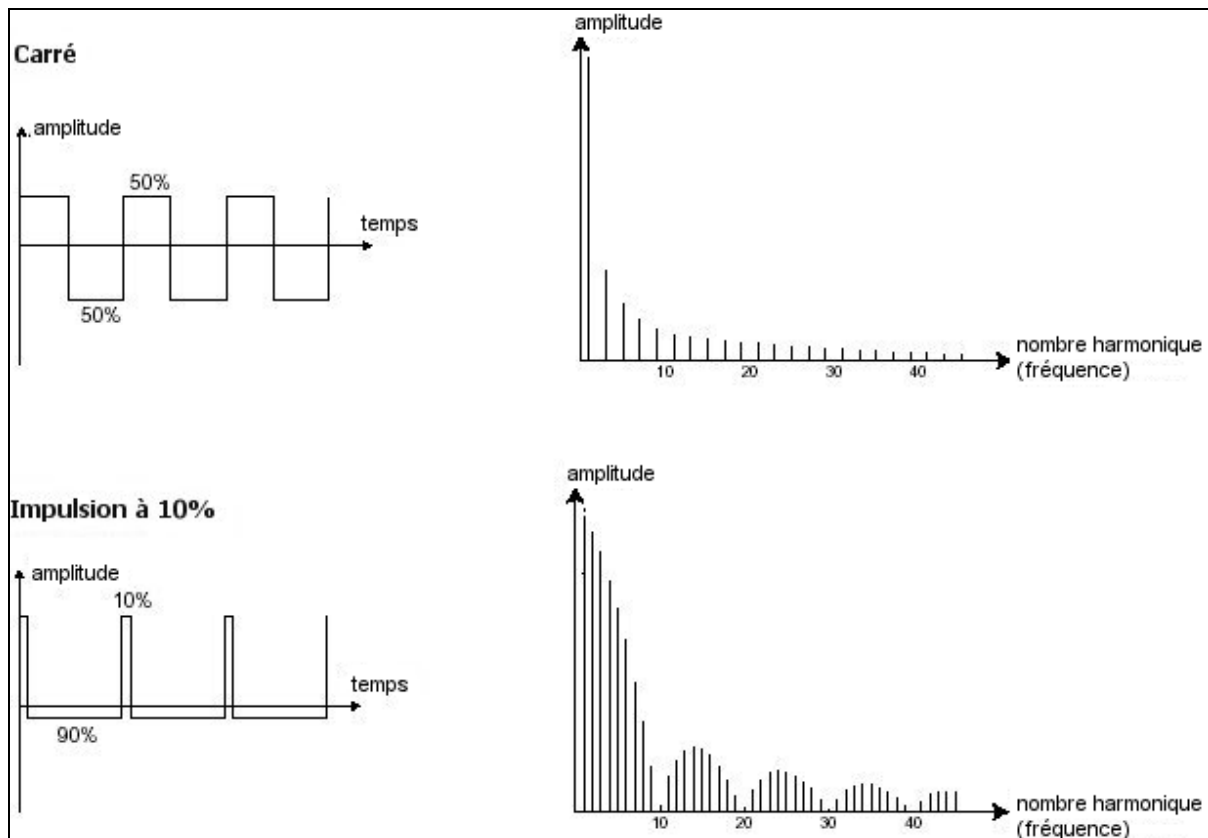 Carré
amplitude
50%
50%
temps
amplitude
10
20
30
40
nombre harmonique
(fréquence)
Impulsion à 10%
amplitude
10%
90%
temps
amplitude
10
20
30
40
nombre harmonique
(fréquence)